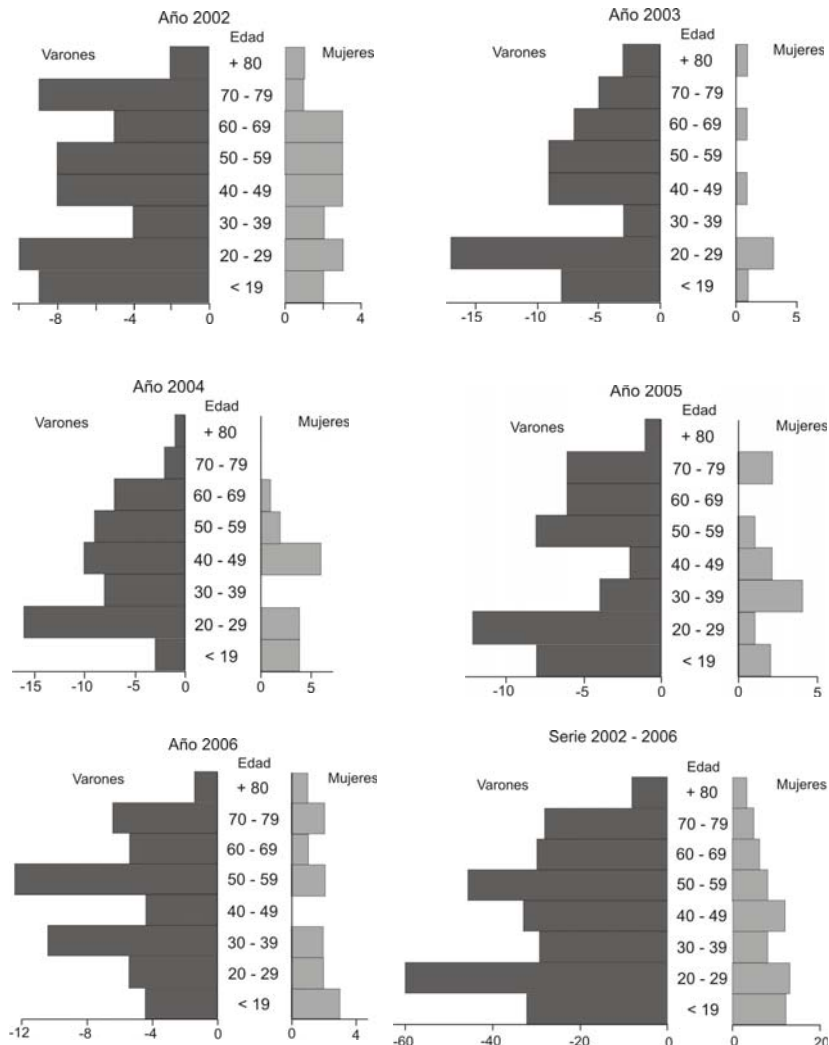 Año 2002
Varones Edad Mujeres
+ 80
70 - 79
60 - 69
50 - 59
40 - 49
30 - 39
20 - 29
< 19
-8 -4 0 0 4
Año 2003
Varones Edad Mujeres
+ 80
70 - 79
60 - 69
50 - 59
40 - 49
30 - 39
20 - 29
< 19
-15 -10 -5 0 0 5
Año 2004
Varones Edad Mujeres
+ 80
70 - 79
60 - 69
50 - 59
40 - 49
30 - 39
20 - 29
< 19
-15 -10 -5 0 0 5
Año 2005
Varones Edad Mujeres
+ 80
70 - 79
60 - 69
50 - 59
40 - 49
30 - 39
20 - 29
< 19
-10 -5 0 0 5
Año 2006
Varones Edad Mujeres
+ 80
70 - 79
60 - 69
50 - 59
40 - 49
30 - 39
20 - 29
< 19
-12 -8 -4 0 0 4
Serie 2002 - 2006
Varones Edad Mujeres
+ 80
70 - 79
60 - 69
50 - 59
40 - 49
30 - 39
20 - 29
< 19
-60 -40 -20 0 0 20